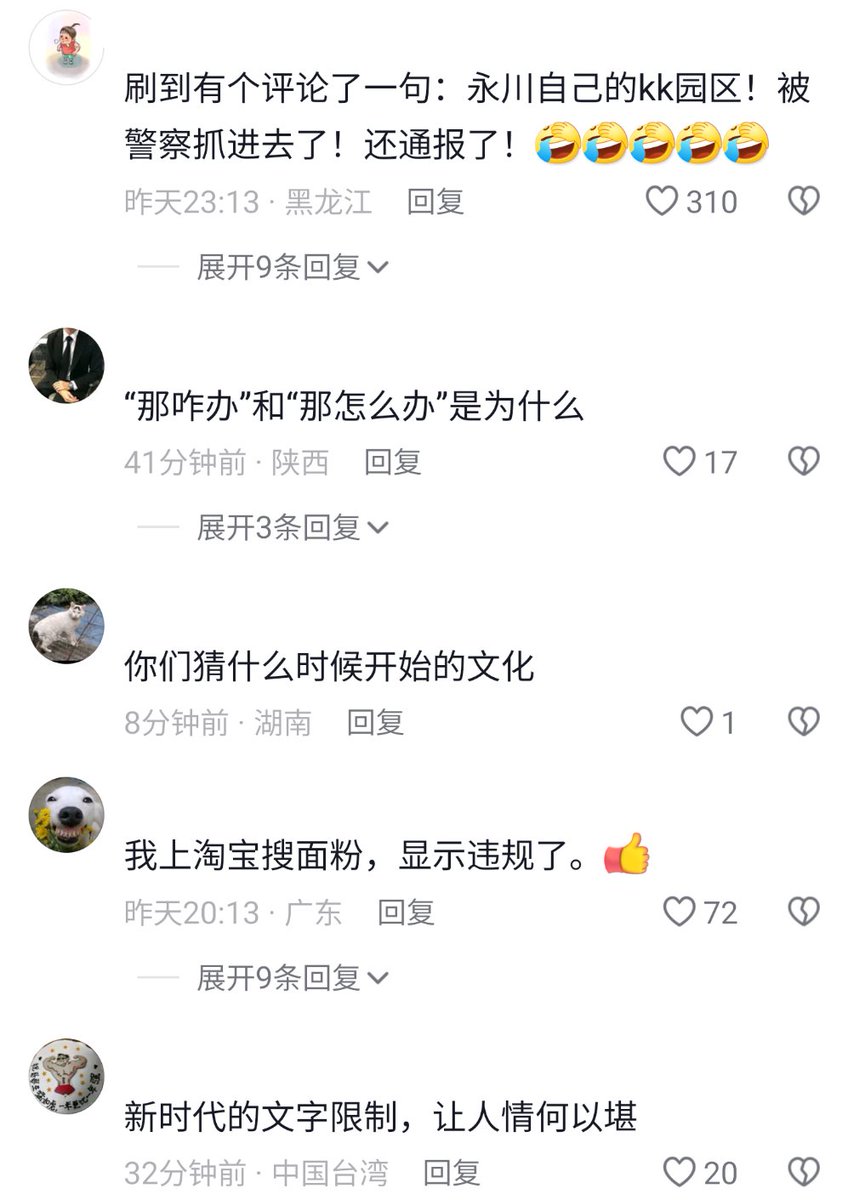 刷到有个评论了一句：永川自己的kk园区！被
警察抓进去了！还通报了！🤣🤣🤣🤣🤣
昨天23:13 · 黑龙江 回复 310
展开9条回复
“那咋办”和“那怎么办”是为什么
41分钟前 · 陕西 回复 17
展开3条回复
你们猜什么时候开始的文化
8分钟前 · 湖南 回复 1
我上淘宝搜面粉，显示违规了。👍
昨天20:13 · 广东 回复 72
展开9条回复
新时代的文字限制，让人情何以堪
32分钟前 · 中国台湾 回复 20